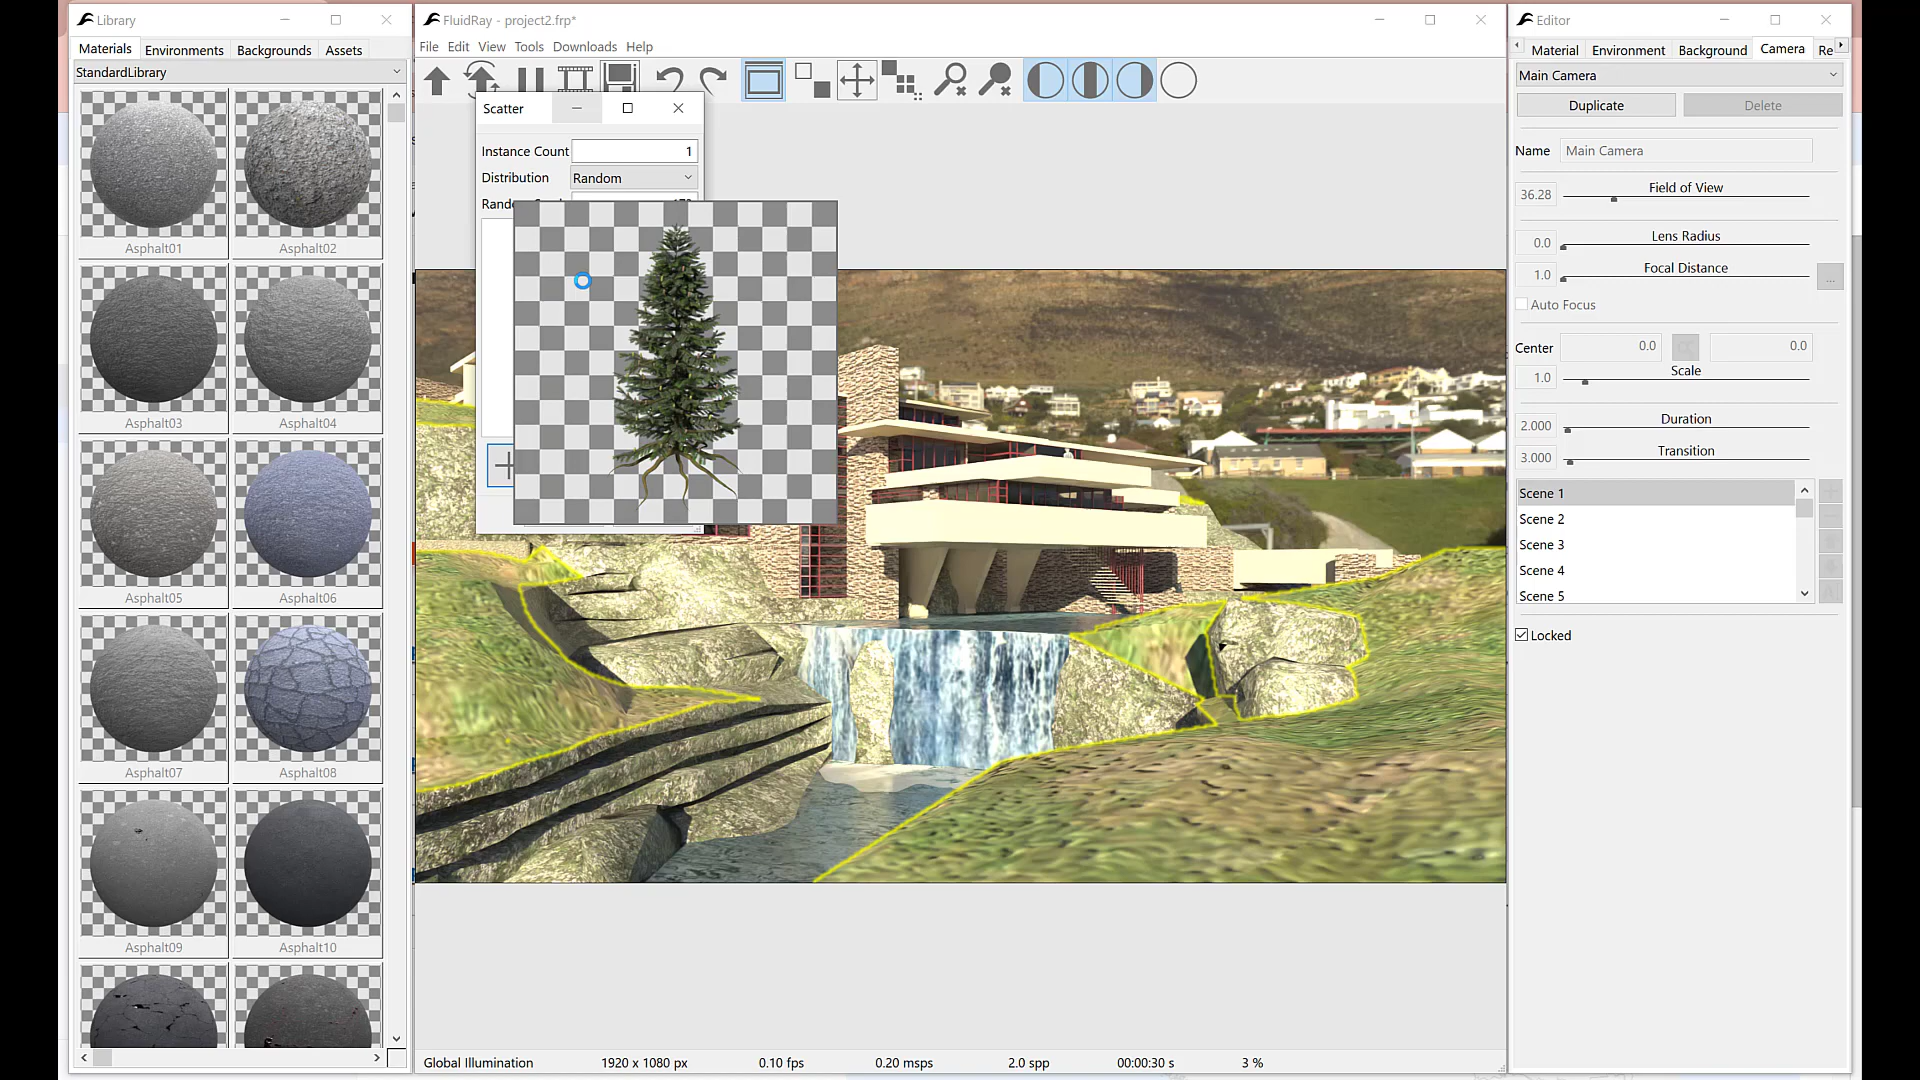 Library
Materials
Environments
Backgrounds
Assets
StandardLibrary
Asphalt01
Asphalt02
Asphalt03
Asphalt04
Asphalt05
Asphalt06
Asphalt07
Asphalt08
Asphalt09
Asphalt10
FluidRay - project2.frp*
File Edit View Tools Downloads Help
Scatter
Instance Count 1
Distribution Random
Global Illumination 1920 x 1080 px 0.10 fps 0.20 msps 2.0 spp 00:00:30 s 3 %
Editor
Material Environment Background Camera Re
Main Camera
Duplicate Delete
Name Main Camera
Field of View
36.28
Lens Radius
0.0
Focal Distance
1.0
...
Auto Focus
Center 0.0 0.0
Scale
1.0
Duration
2.000
Transition
3.000
Scene 1
Scene 2
Scene 3
Scene 4
Scene 5
Locked